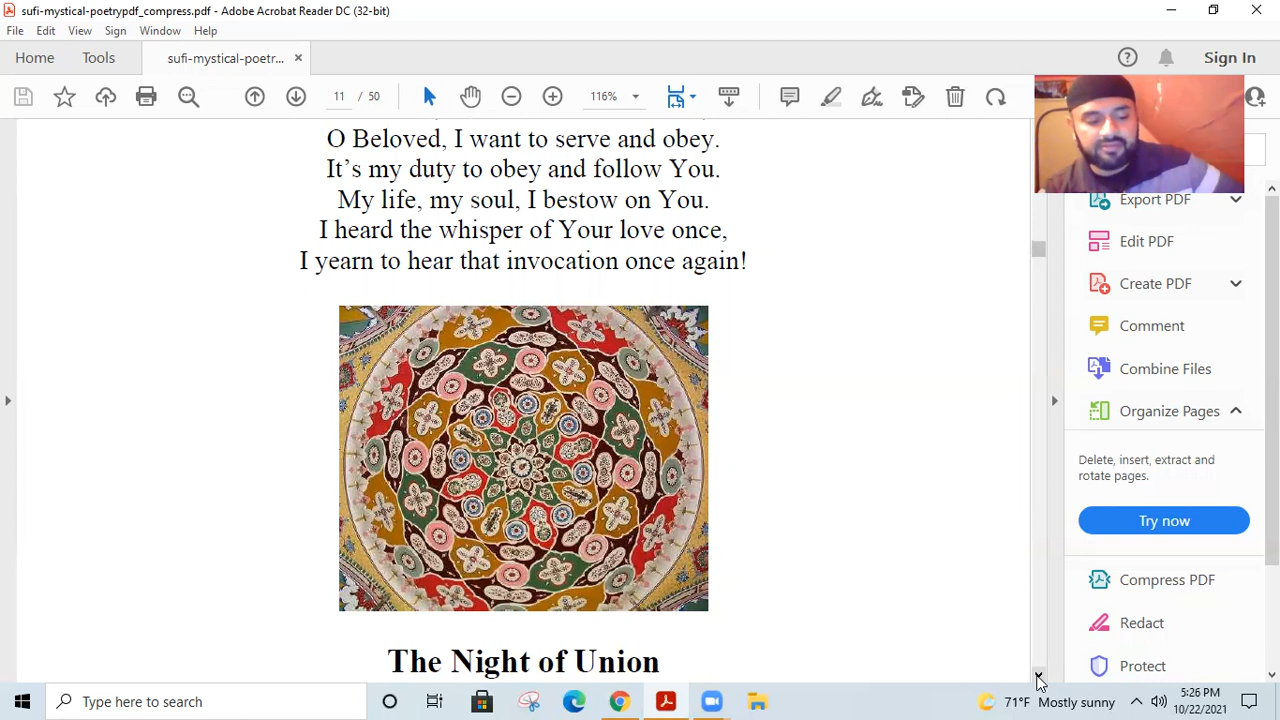 sufi-mystical-poetrypdf_compress.pdf - Adobe Acrobat Reader DC (32-bit)
File Edit View Sign Window Help
Home Tools sufi-mystical-poetr... Sign In
11 / 50 116%
O Beloved, I want to serve and obey.
It’s my duty to obey and follow You.
My life, my soul, I bestow on You.
I heard the whisper of Your love once,
I yearn to hear that invocation once again!
The Night of Union
Export PDF
Edit PDF
Create PDF
Comment
Combine Files
Organize Pages
Delete, insert, extract and
rotate pages.
Try now
Compress PDF
Redact
Protect
Type here to search
71°F Mostly sunny
5:26 PM
10/22/2021